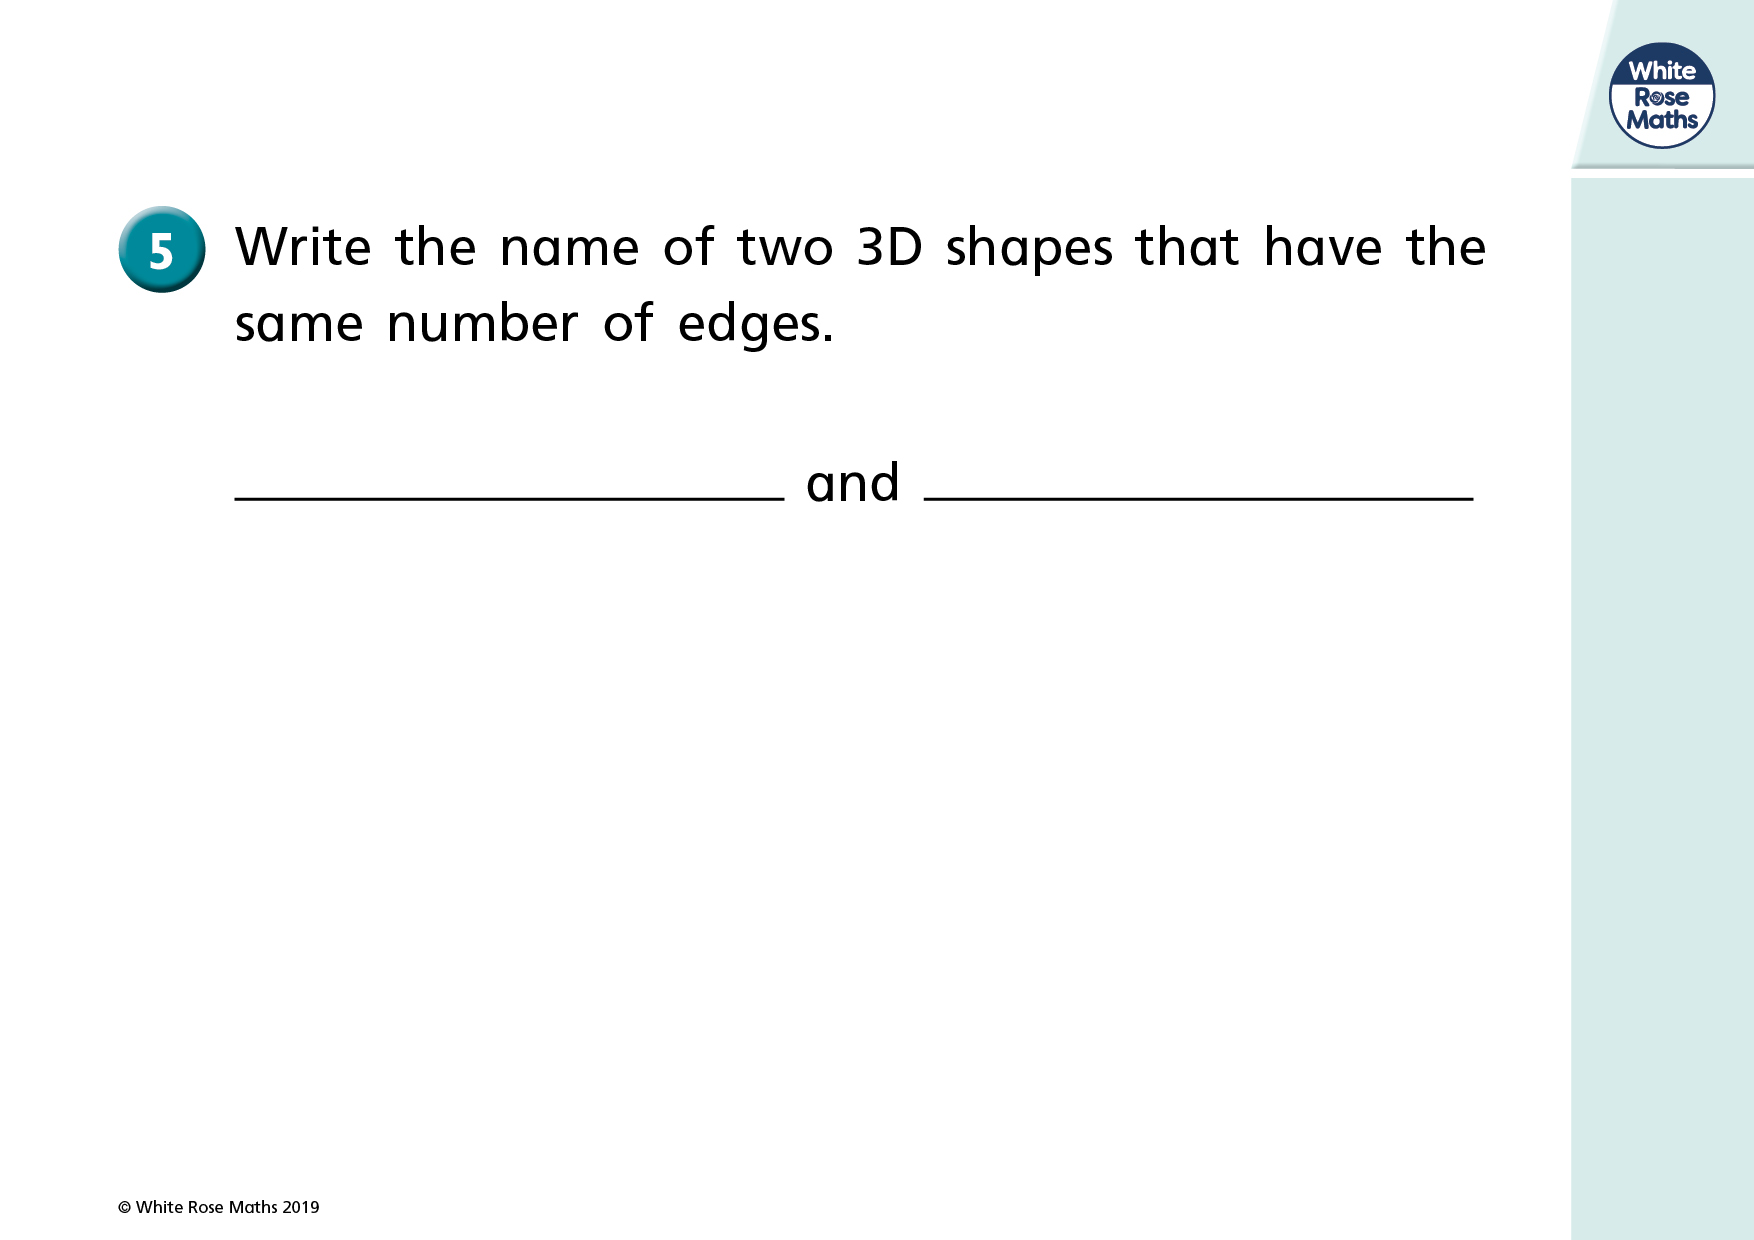 White
Rose
Maths
5 Write the name of two 3D shapes that have the
same number of edges.
and
© White Rose Maths 2019